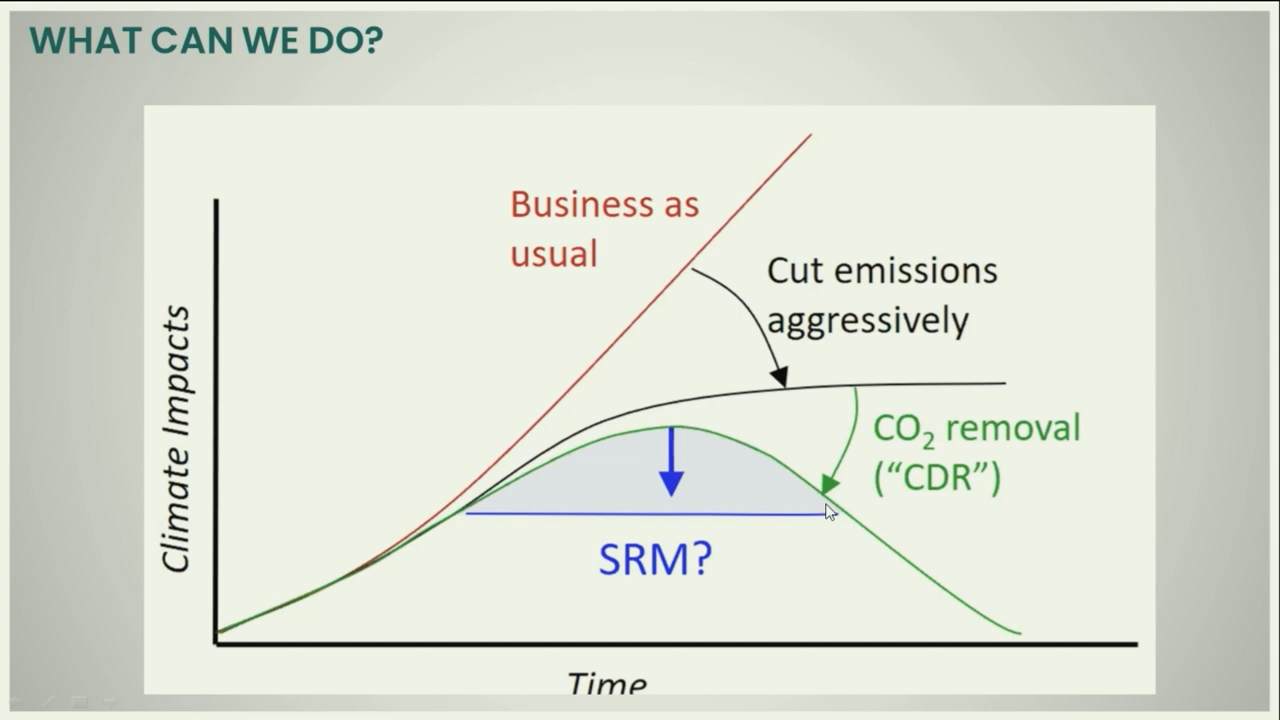 WHAT CAN WE DO?
Business as
usual
Cut emissions
aggressively
CO₂ removal
(“CDR”)
SRM?
Climate Impacts
Time